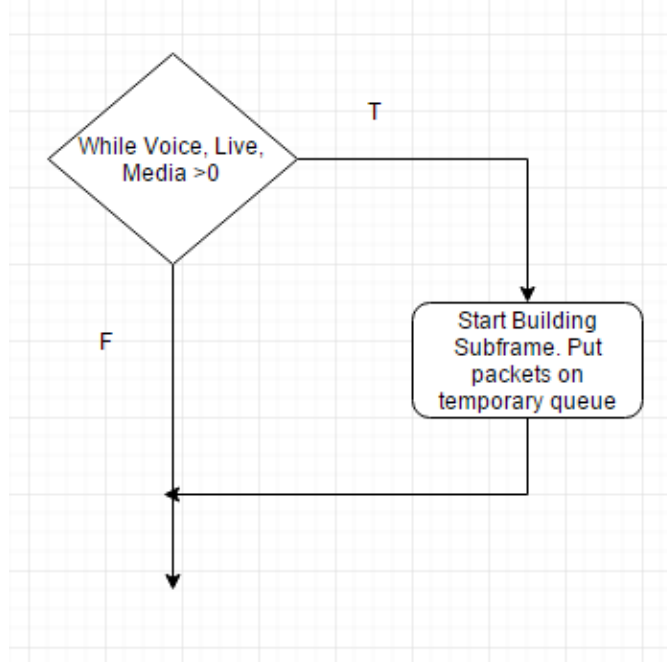 T
While Voice, Live,
Media >0
Start Building
Subframe. Put
packets on
temporary queue
F